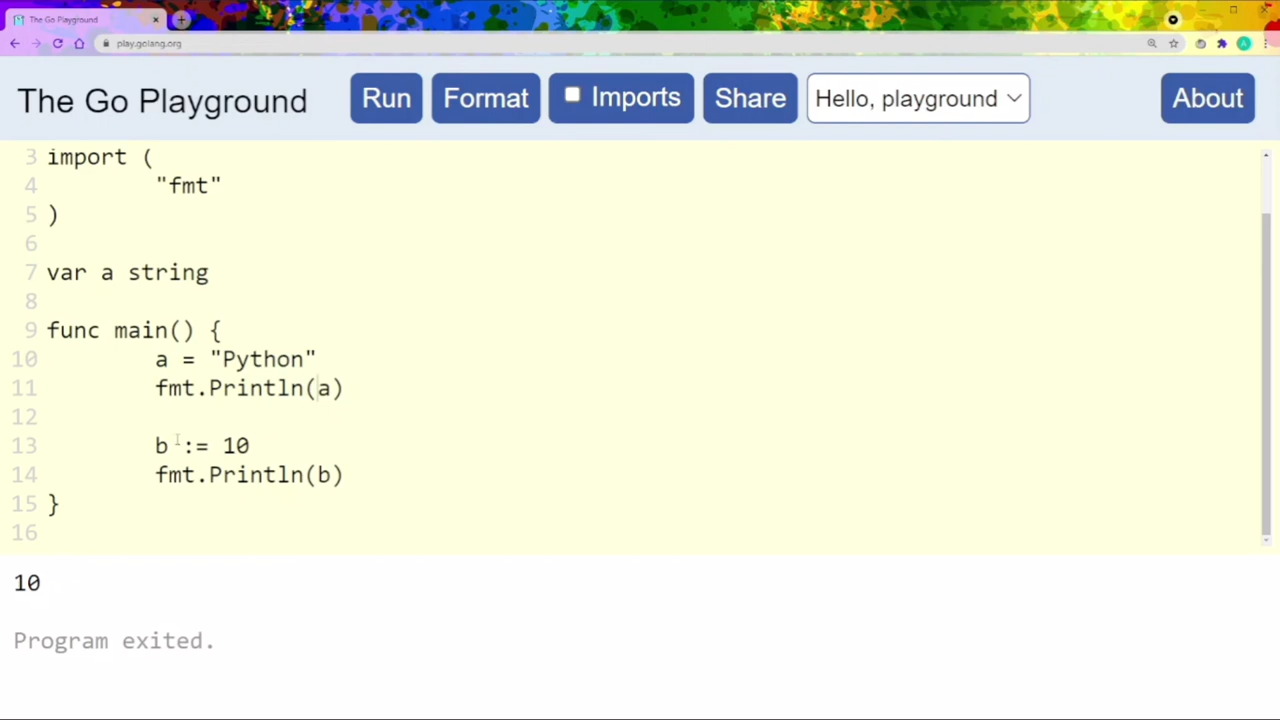 The Go Playground
play.golang.org
The Go Playground Run Format Imports Share Hello, playground About
3 import (
4 "fmt"
5 )
6
7 var a string
8
9 func main() {
10 a = "Python"
11 fmt.Println(a)
12
13 b := 10
14 fmt.Println(b)
15 }
16
10
Program exited.